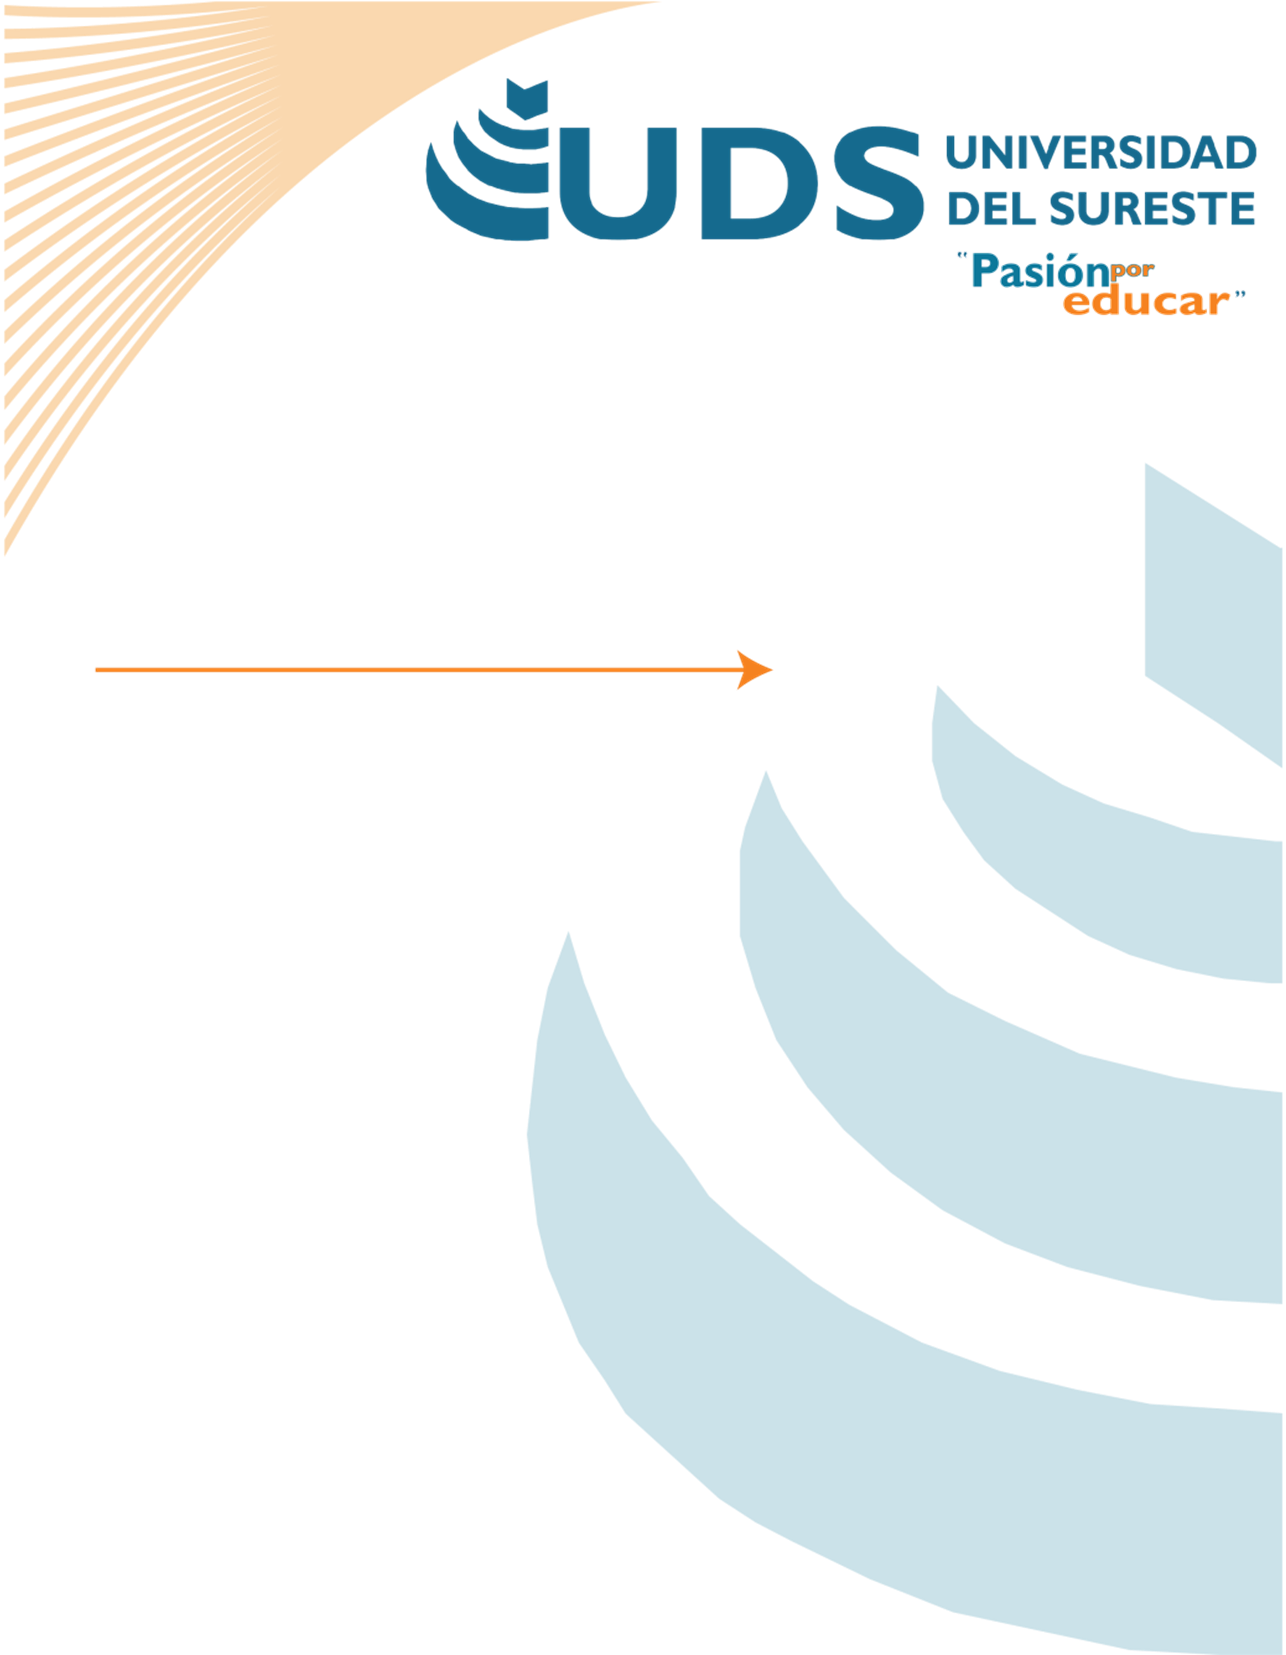 UDS
UNIVERSIDAD
DEL SURESTE
"Pasión por
educar"